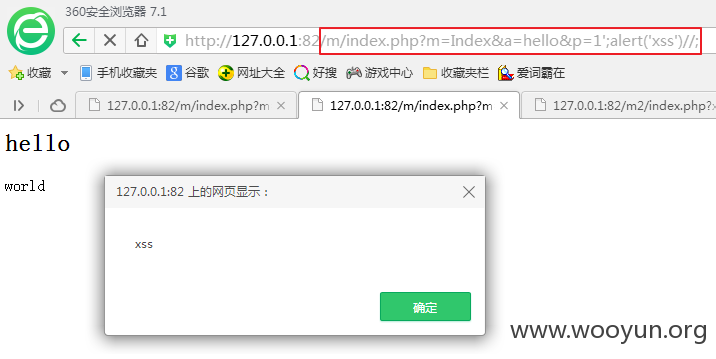 360安全浏览器 7.1
http://127.0.0.1:82/m/index.php?m=Index&a=hello&p=1';alert('xss')//;
收藏 手机收藏夹 谷歌 网址大全 好搜 游戏中心 收藏夹栏 爱词霸在
127.0.0.1:82/m/index.php?m 127.0.0.1:82/m/index.php?m 127.0.0.1:82/m2/index.php?x
hello
world
127.0.0.1:82 上的网页显示：
xss
确定
www.wooyun.org